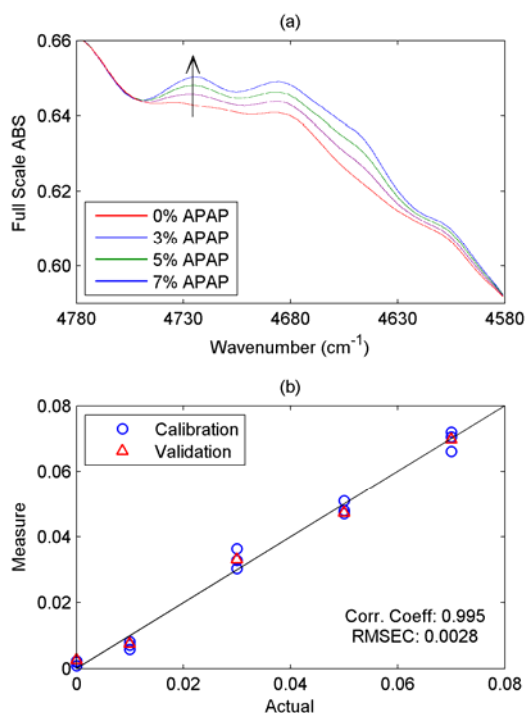 (a)
0.66
0.64
0.62
0.60
Full Scale ABS
0% APAP
3% APAP
5% APAP
7% APAP
4780
4730
4680
4630
4580
Wavenumber (cm⁻¹)
(b)
0.08
0.06
0.04
0.02
0
Measure
Calibration
Validation
Corr. Coeff: 0.995
RMSEC: 0.0028
0
0.02
0.04
0.06
0.08
Actual